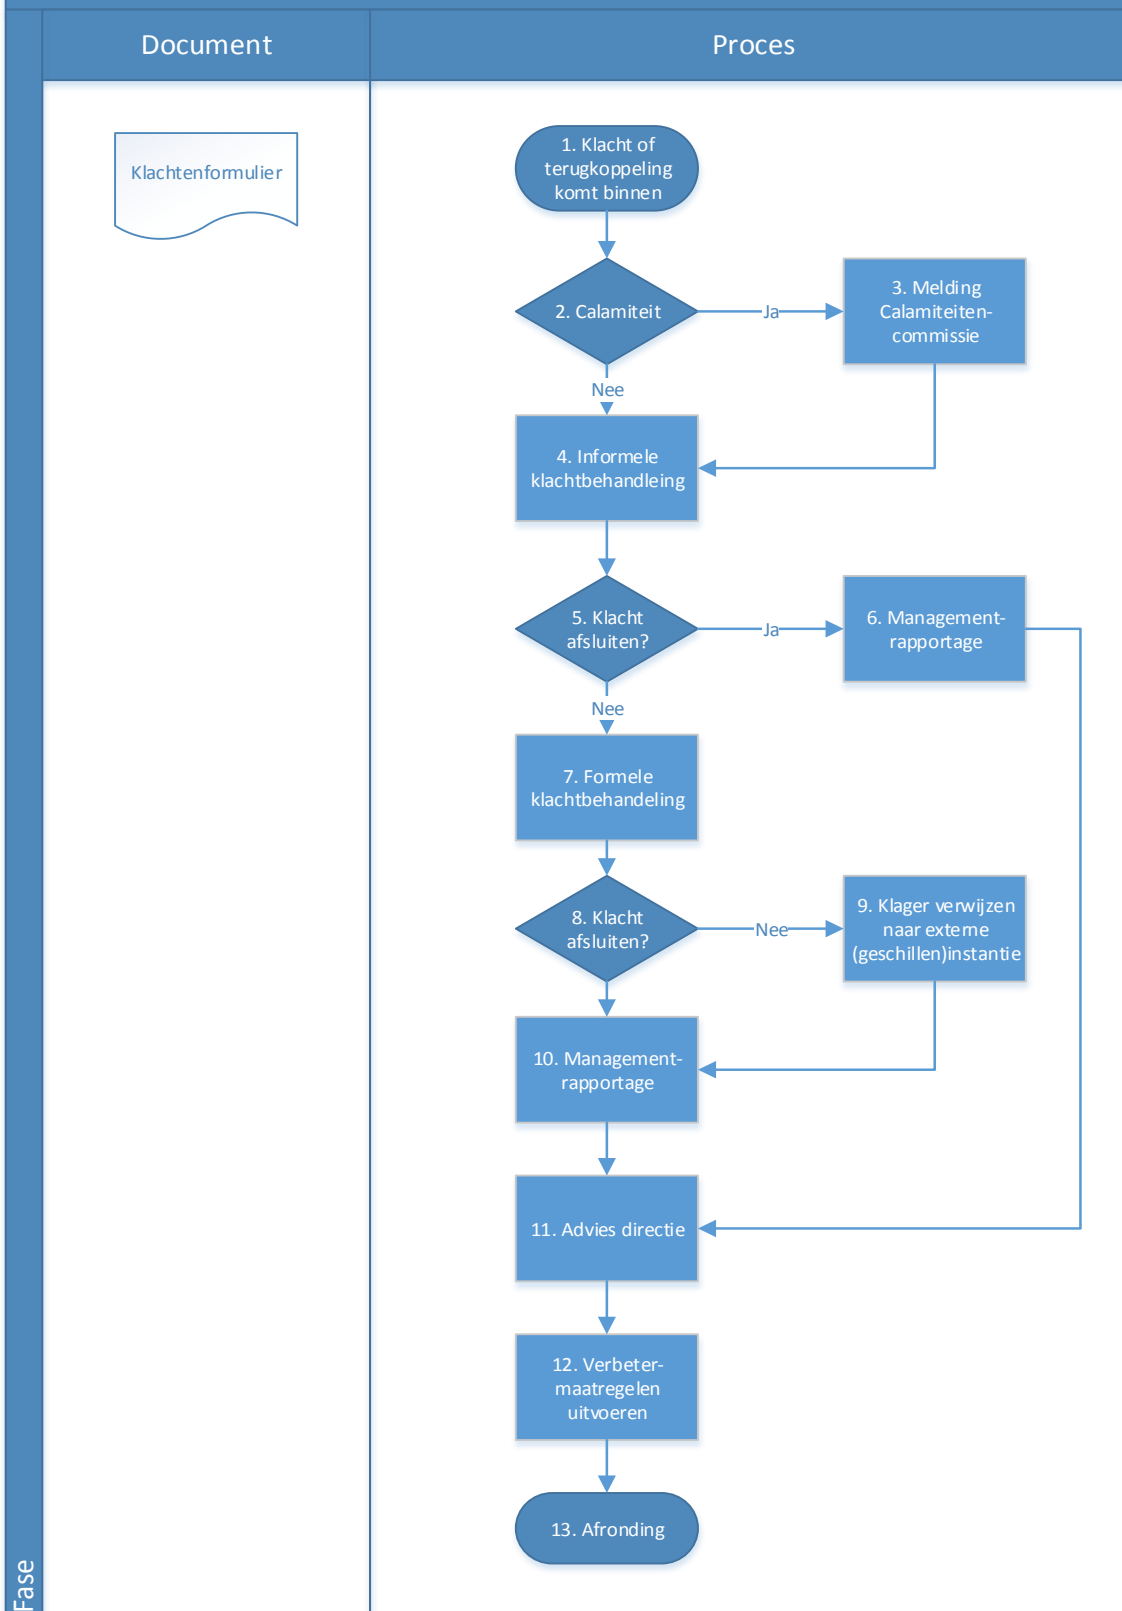 Document
Proces
Klachtenformulier
1. Klacht of
terugkoppeling
komt binnen
2. Calamiteit
Ja
3. Melding
Calamiteiten-
commissie
Nee
4. Informele
klachtbehandleing
5. Klacht
afsluiten?
Ja
6. Management-
rapportage
Nee
7. Formele
klachtbehandeling
8. Klacht
afsluiten?
Nee
9. Klager verwijzen
naar externe
(geschillen)instantie
10. Management-
rapportage
11. Advies directie
12. Verbeter-
maatregelen
uitvoeren
13. Afronding
Fase